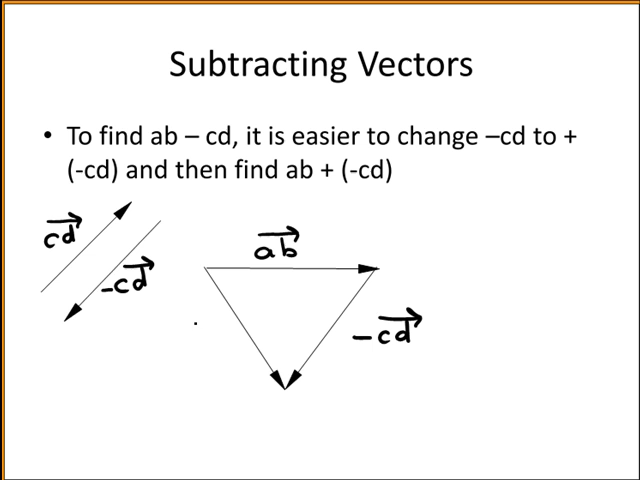 Subtracting Vectors
• To find ab – cd, it is easier to change –cd to +
(-cd) and then find ab + (-cd)
cd
-cd
ab
-cd